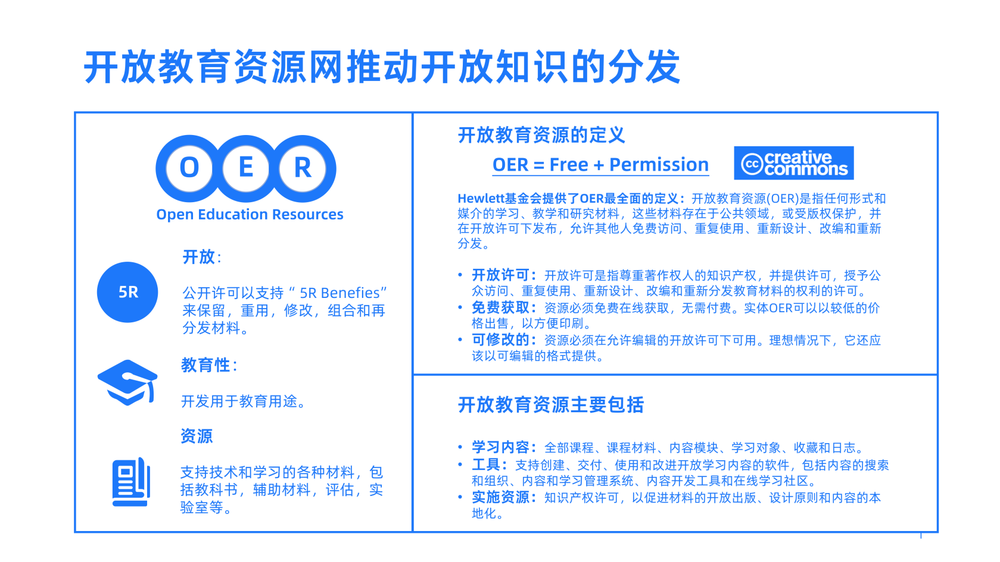 开放教育资源网推动开放知识的分发
O E R
Open Education Resources
5R
开放：
公开许可以支持 “ 5R Benefies”
来保留，重用，修改，组合和再
分发材料。
教育性：
开发用于教育用途。
资源
支持技术和学习的各种材料，包
括教科书，辅助材料，评估，实
验室等。
开放教育资源的定义
OER = Free + Permission
cc creative
commons
Hewlett基金会提供了OER最全面的定义：开放教育资源(OER)是指任何形式和
媒介的学习、教学和研究材料，这些材料存在于公共领域，或受版权保护，并
在开放许可下发布，允许其他人免费访问、重复使用、重新设计、改编和重新
分发。
• 开放许可：开放许可是指尊重著作权人的知识产权，并提供许可，授予公
众访问、重复使用、重新设计、改编和重新分发教育材料的权利的许可。
• 免费获取：资源必须免费在线获取，无需付费。实体OER可以以较低的价
格出售，以方便印刷。
• 可修改的：资源必须在允许编辑的开放许可下可用。理想情况下，它还应
该以可编辑的格式提供。
开放教育资源主要包括
• 学习内容：全部课程、课程材料、内容模块、学习对象、收藏和日志。
• 工具：支持创建、交付、使用和改进开放学习内容的软件，包括内容的搜索
和组织、内容和学习管理系统、内容开发工具和在线学习社区。
• 实施资源：知识产权许可，以促进材料的开放出版、设计原则和内容的本
地化。